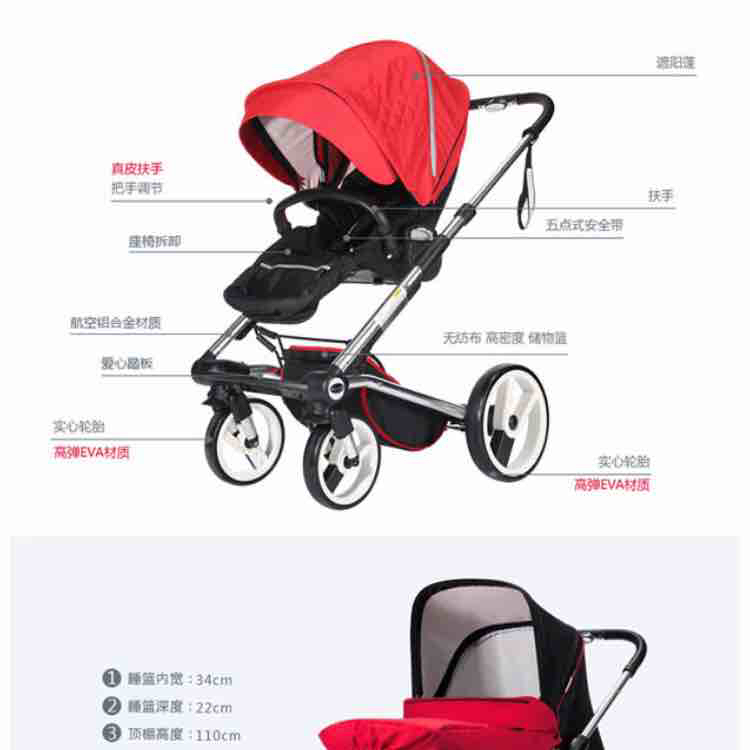 遮阳蓬
真皮扶手
把手调节
扶手
五点式安全带
座椅拆卸
航空铝合金材质
无纺布 高密度 储物篮
爱心踏板
实心轮胎
高弹EVA材质
实心轮胎
高弹EVA材质
1 睡篮内宽：34cm
2 睡篮深度：22cm
3 顶棚高度：110cm